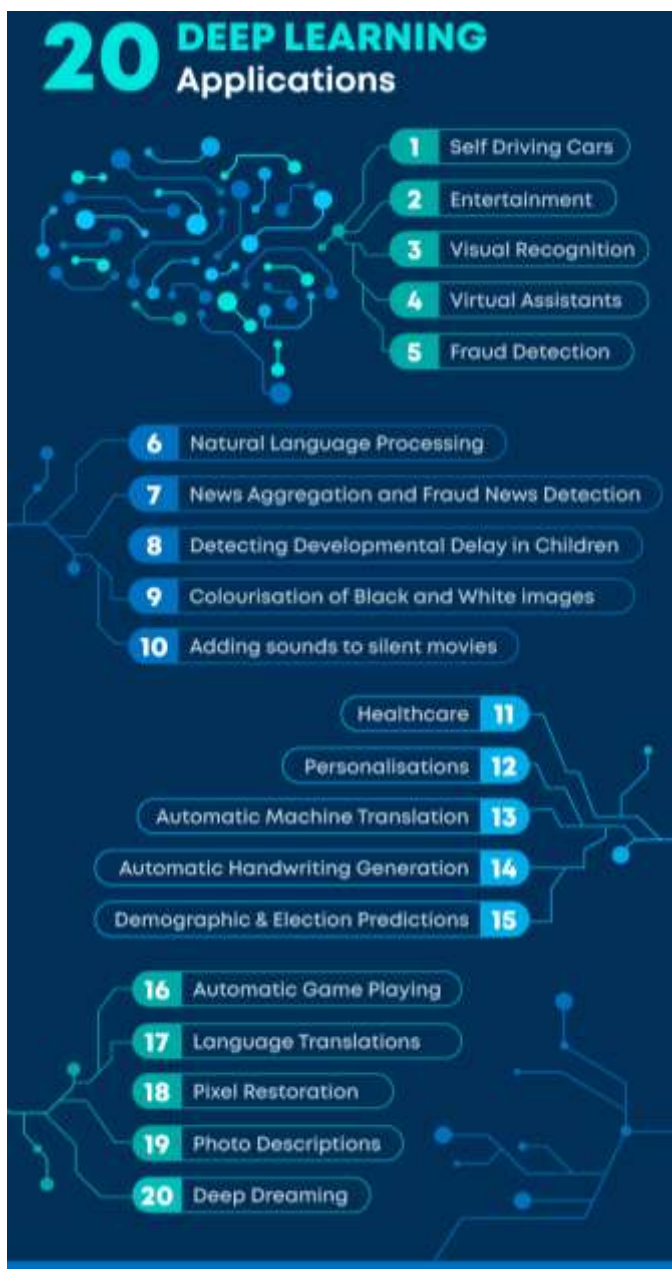 20 DEEP LEARNING
Applications
1 Self Driving Cars
2 Entertainment
3 Visual Recognition
4 Virtual Assistants
5 Fraud Detection
6 Natural Language Processing
7 News Aggregation and Fraud News Detection
8 Detecting Developmental Delay in Children
9 Colourisation of Black and White images
10 Adding sounds to silent movies
Healthcare 11
Personalisations 12
Automatic Machine Translation 13
Automatic Handwriting Generation 14
Demographic & Election Predictions 15
16 Automatic Game Playing
17 Language Translations
18 Pixel Restoration
19 Photo Descriptions
20 Deep Dreaming